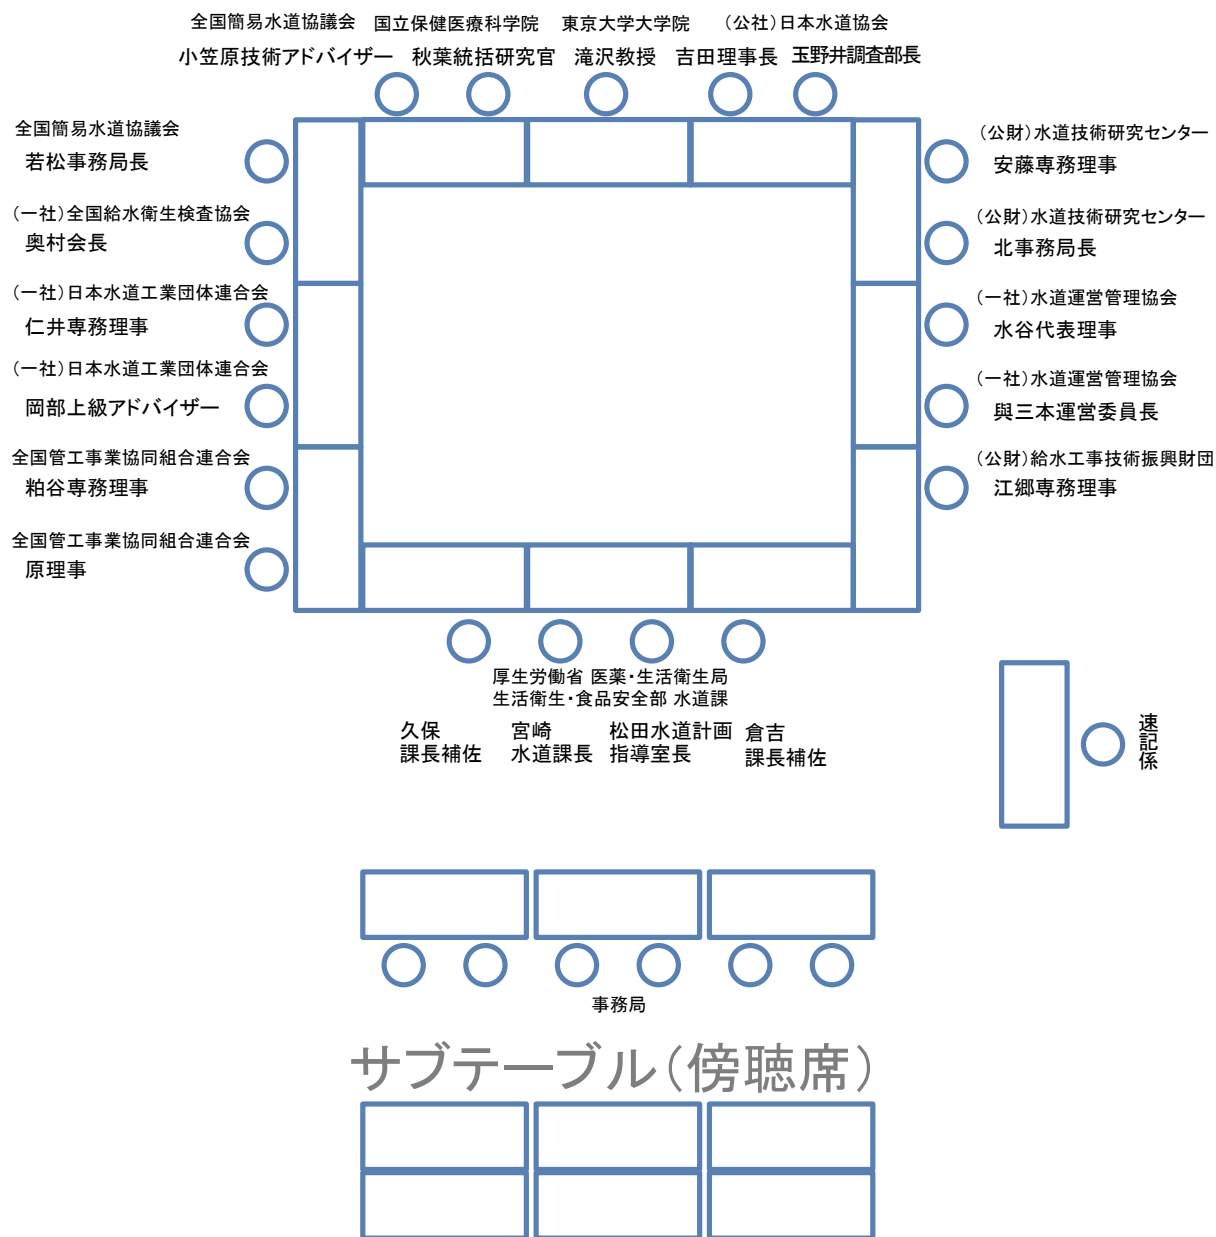 全国簡易水道協議会 国立保健医療科学院 東京大学大学院 (公社)日本水道協会
小笠原技術アドバイザー 秋葉統括研究官 滝沢教授 吉田理事長 玉野井調査部長
全国簡易水道協議会
若松事務局長
(一社)全国給水衛生検査協会
奥村会長
(一社)日本水道工業団体連合会
仁井専務理事
(一社)日本水道工業団体連合会
岡部上級アドバイザー
全国管工事業協同組合連合会
粕谷専務理事
全国管工事業協同組合連合会
原理事
(公財)水道技術研究センター
安藤専務理事
(公財)水道技術研究センター
北事務局長
(一社)水道運営管理協会
水谷代表理事
(一社)水道運営管理協会
與三本運営委員長
(公財)給水工事技術振興財団
江郷専務理事
厚生労働省 医薬・生活衛生局
生活衛生・食品安全部 水道課
久保
課長補佐
宮崎
水道課長
松田水道計画
指導室長
倉吉
課長補佐
速記係
事務局
サブテーブル(傍聴席)